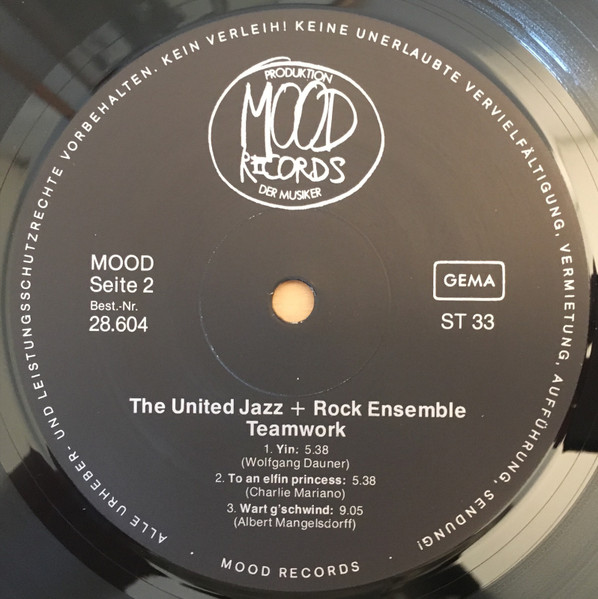 ALLE URHEBER- UND LEISTUNGSSCHUTZRECHTE VORBEHALTEN. KEIN VERLEIH! KEINE UNERLAUBTE VERVIELFÄLTIGUNG, VERMIETUNG, AUFFÜHRUNG, SENDUNG!
PRODUKTION
MOOD
RECORDS
DER MUSIKER
MOOD
Seite 2
Best.-Nr.
28.604
GEMA
ST 33
The United Jazz + Rock Ensemble
Teamwork
1. Yin: 5.38
(Wolfgang Dauner)
2. To an elfin princess: 5.38
(Charlie Mariano)
3. Wart g'schwind: 9.05
(Albert Mangelsdorff)
· MOOD RECORDS ·